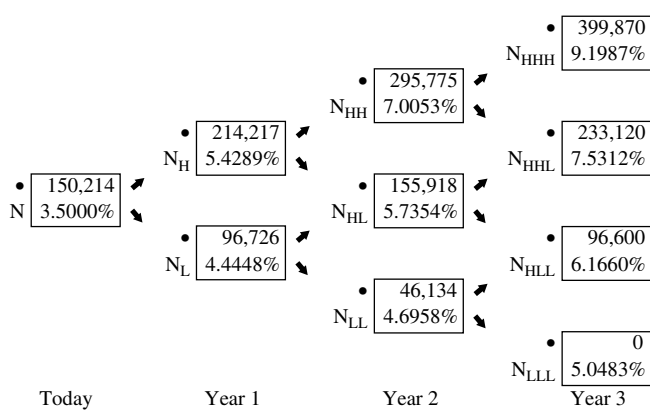 399,870
N_HHH 9.1987%
295,775
N_HH 7.0053%
214,217
N_H 5.4289%
233,120
N_HHL 7.5312%
150,214
N 3.5000%
155,918
N_HL 5.7354%
96,726
N_L 4.4448%
96,600
N_HLL 6.1660%
46,134
N_LL 4.6958%
0
N_LLL 5.0483%
Today Year 1 Year 2 Year 3